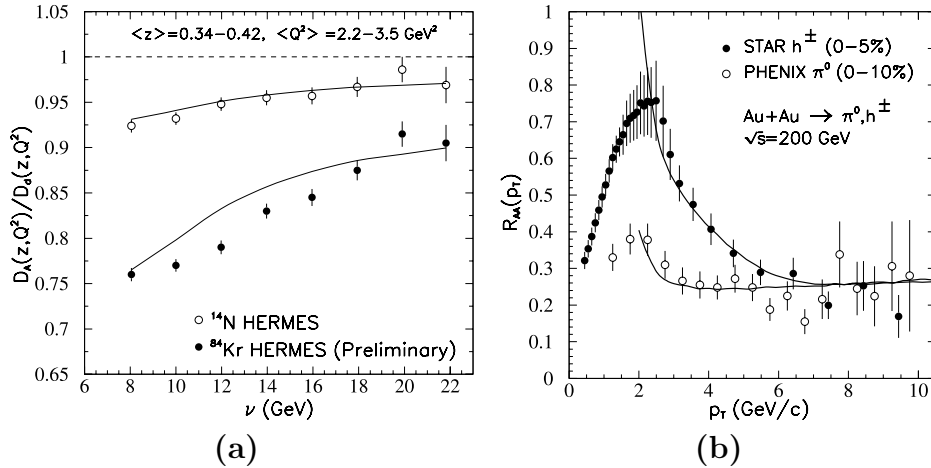 <z>=0.34-0.42, <Q²>=2.2-3.5 GeV²
1
0.95
0.9
0.85
0.8
0.75
0.7
0.65
D_A(z,Q²)/D_d(z,Q²)
¹⁴N HERMES
⁸⁴Kr HERMES (Preliminary)
6 8 10 12 14 16 18 20 22
ν (GeV)
(a)
STAR h± (0-5%)
PHENIX π⁰ (0-10%)
Au+Au → π⁰,h±
√s=200 GeV
1
0.9
0.8
0.7
0.6
0.5
0.4
0.3
0.2
0.1
0
R_AA(p_T)
0 2 4 6 8 10
p_T (GeV/c)
(b)